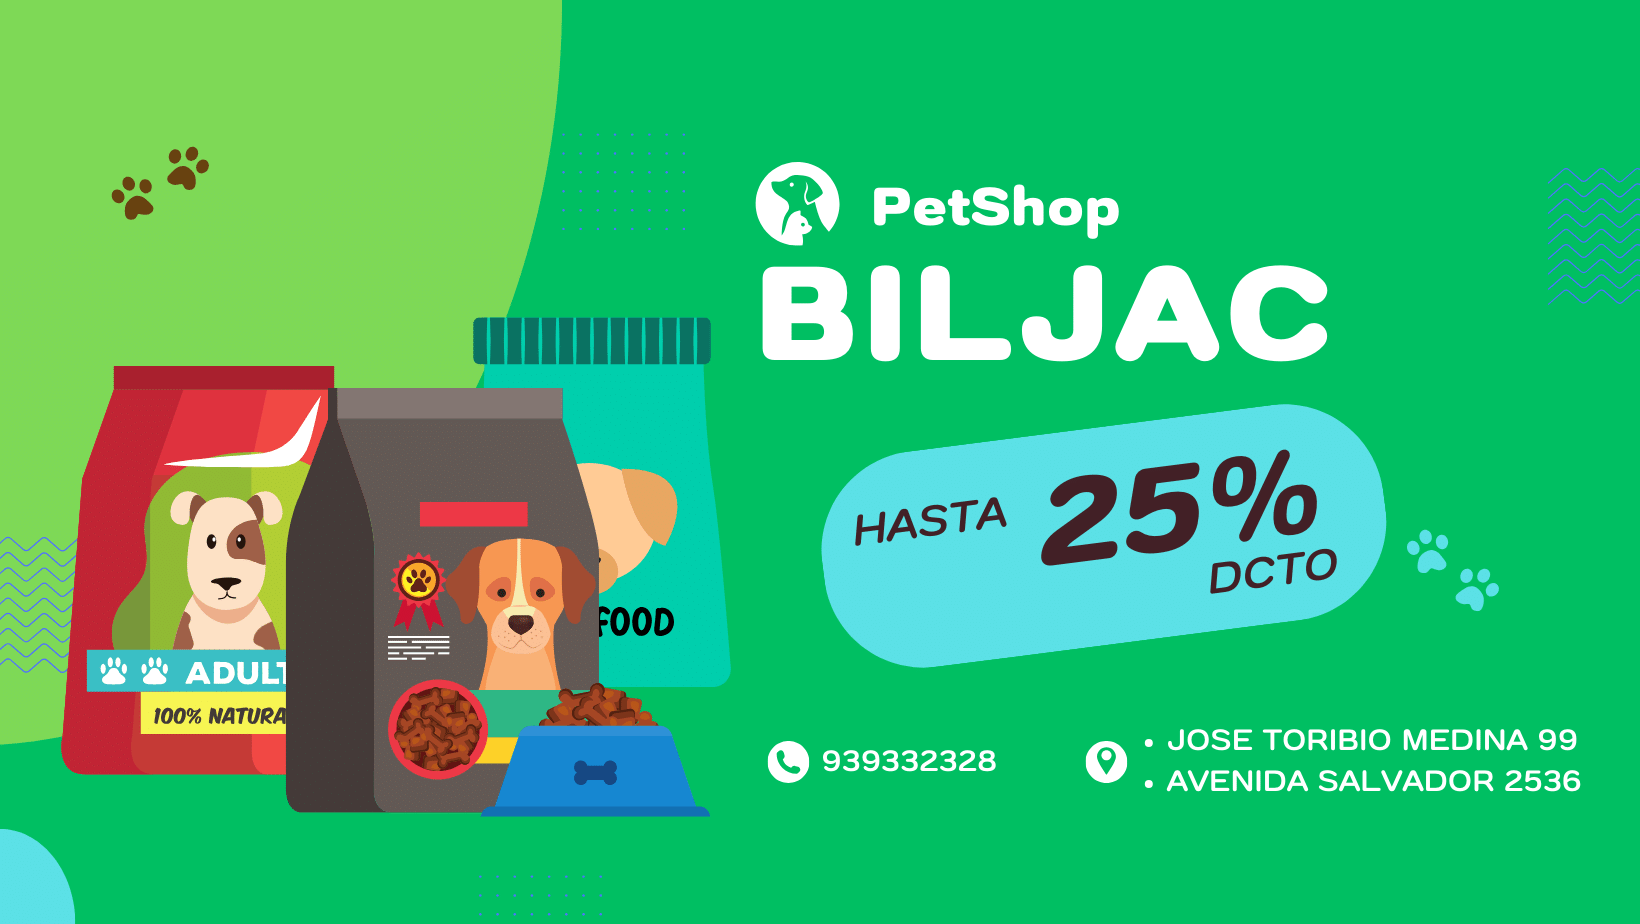 PetShop
BILJAC
HASTA 25%
DCTO
FOOD
ADULT
100% NATURA
939332328
• JOSE TORIBIO MEDINA 99
• AVENIDA SALVADOR 2536